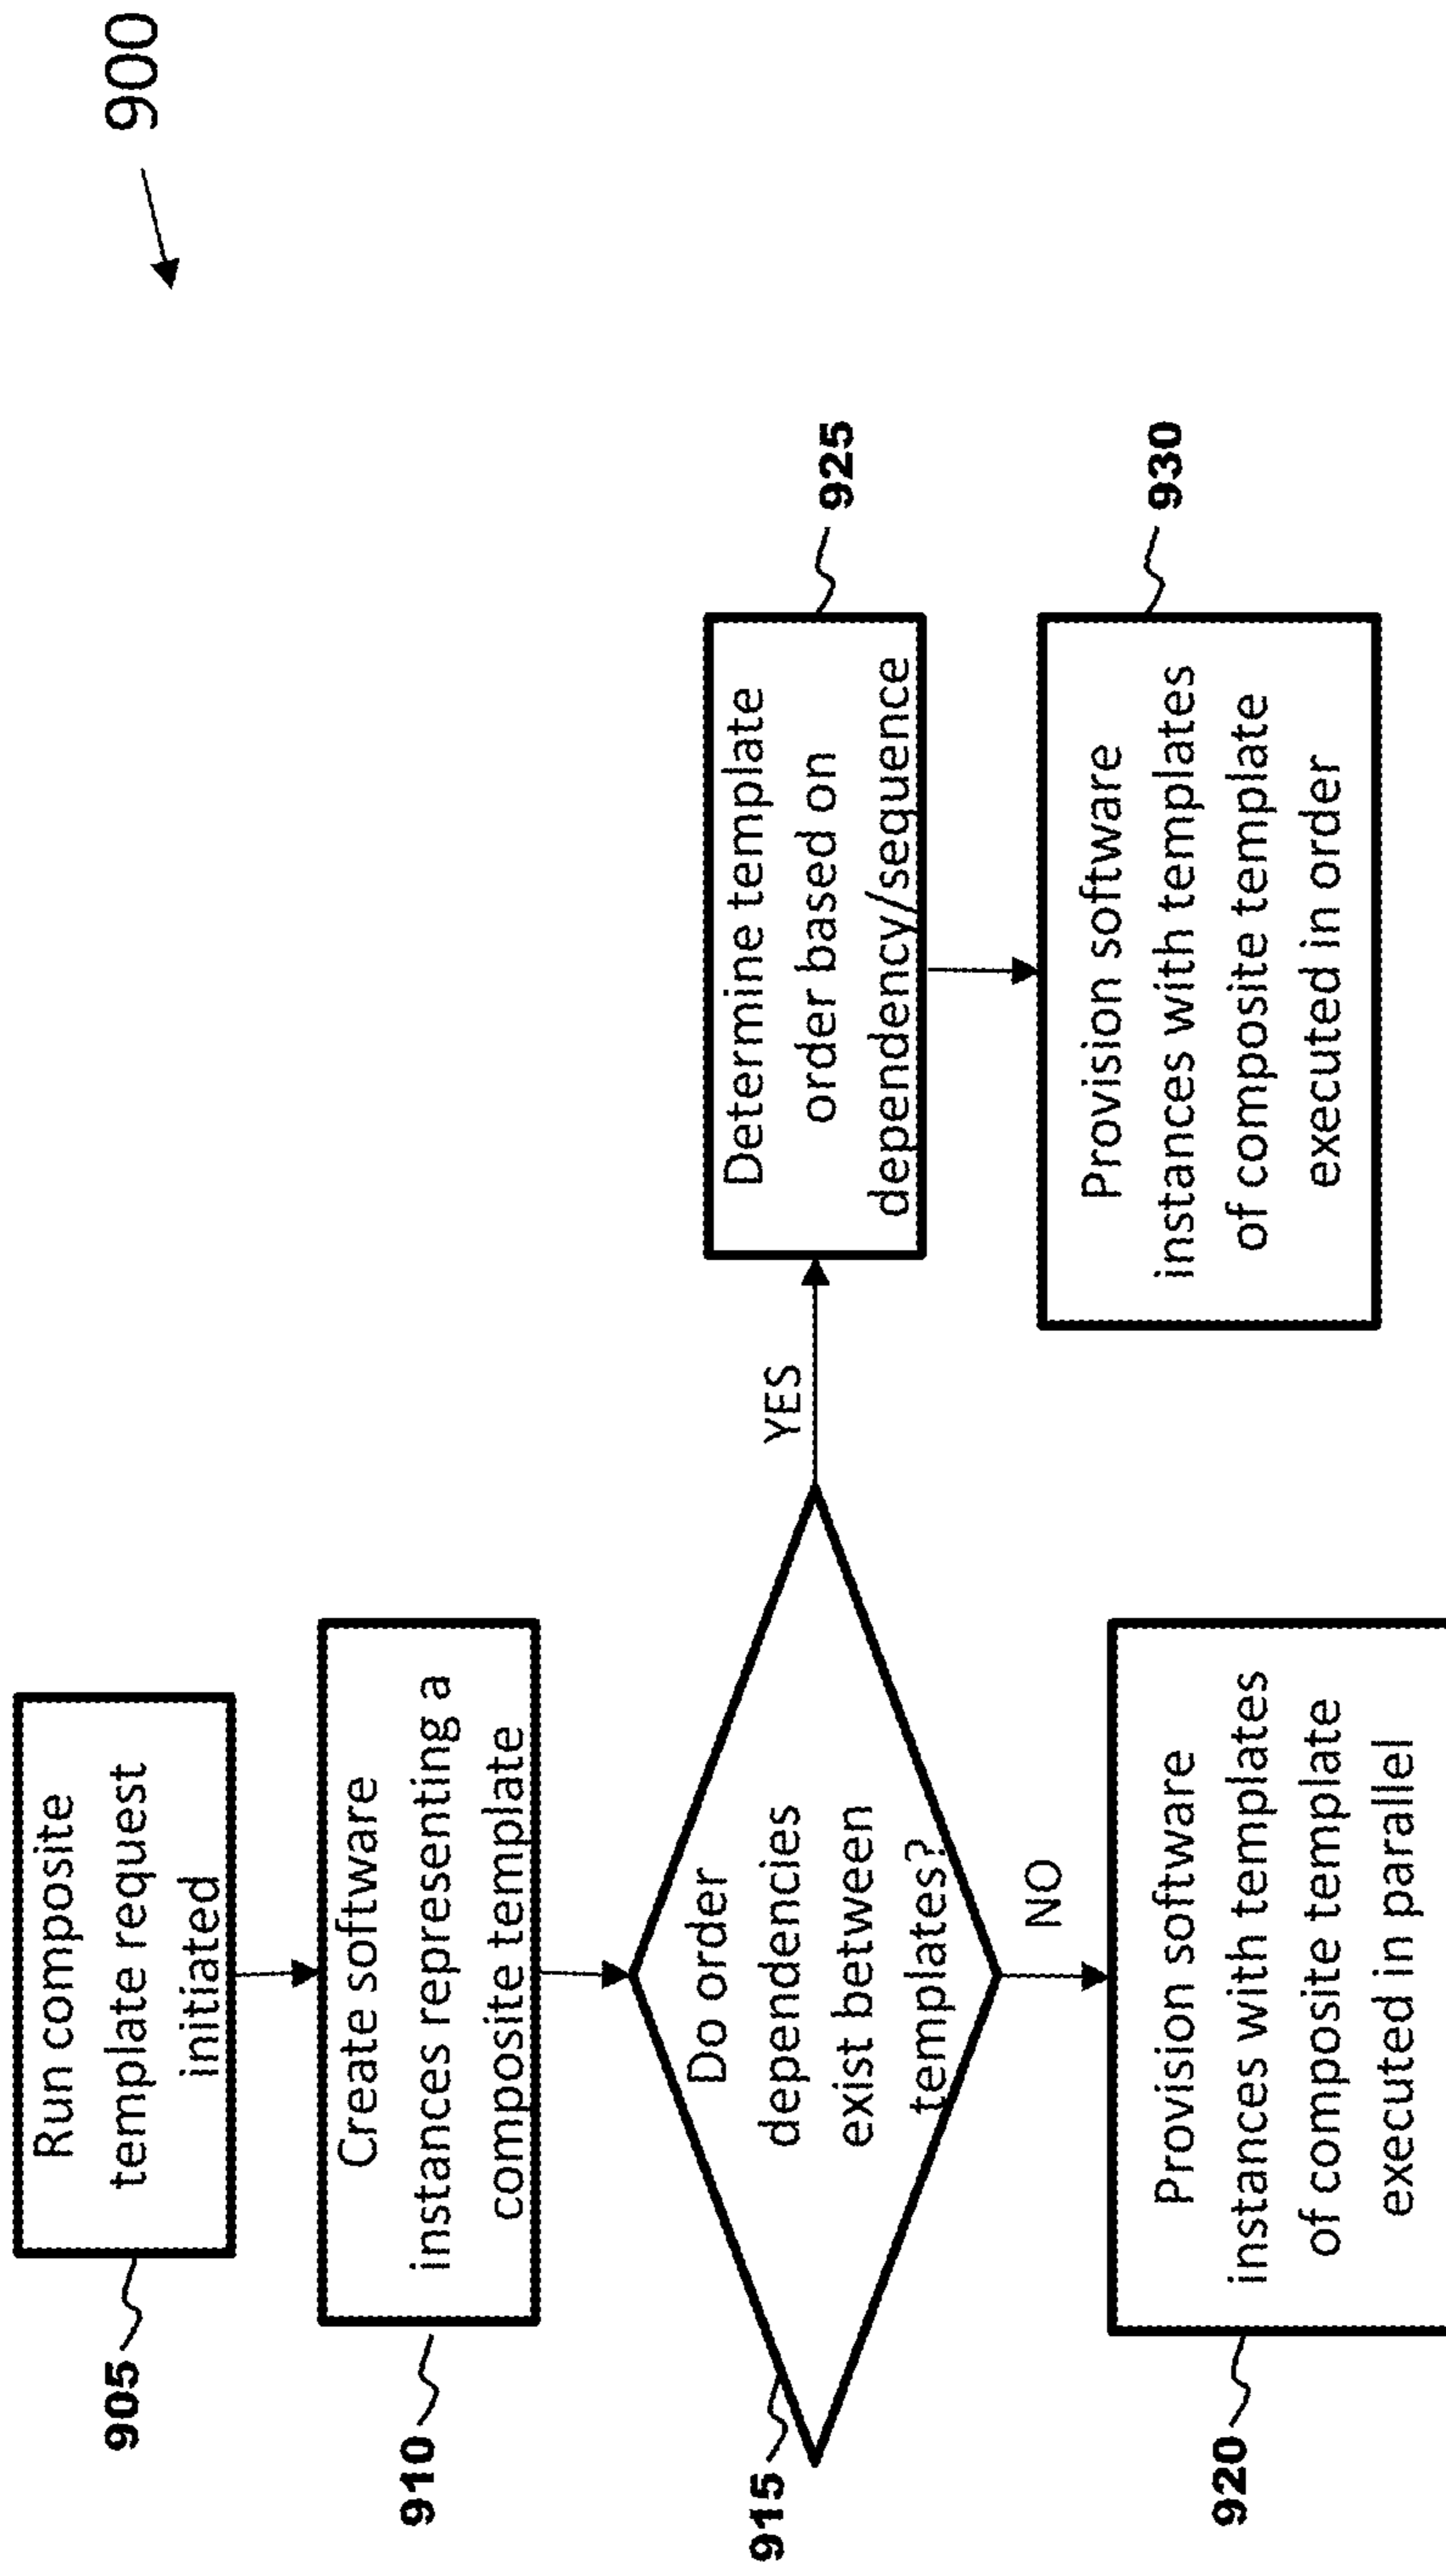 900
905
Run composite
template request
initiated
910
Create software
instances representing a
composite template
915
Do order
dependencies
exist between
templates?
YES
NO
925
Determine template
order based on
dependency/sequence
920
Provision software
instances with templates
of composite template
executed in parallel
930
Provision software
instances with templates
of composite template
executed in order